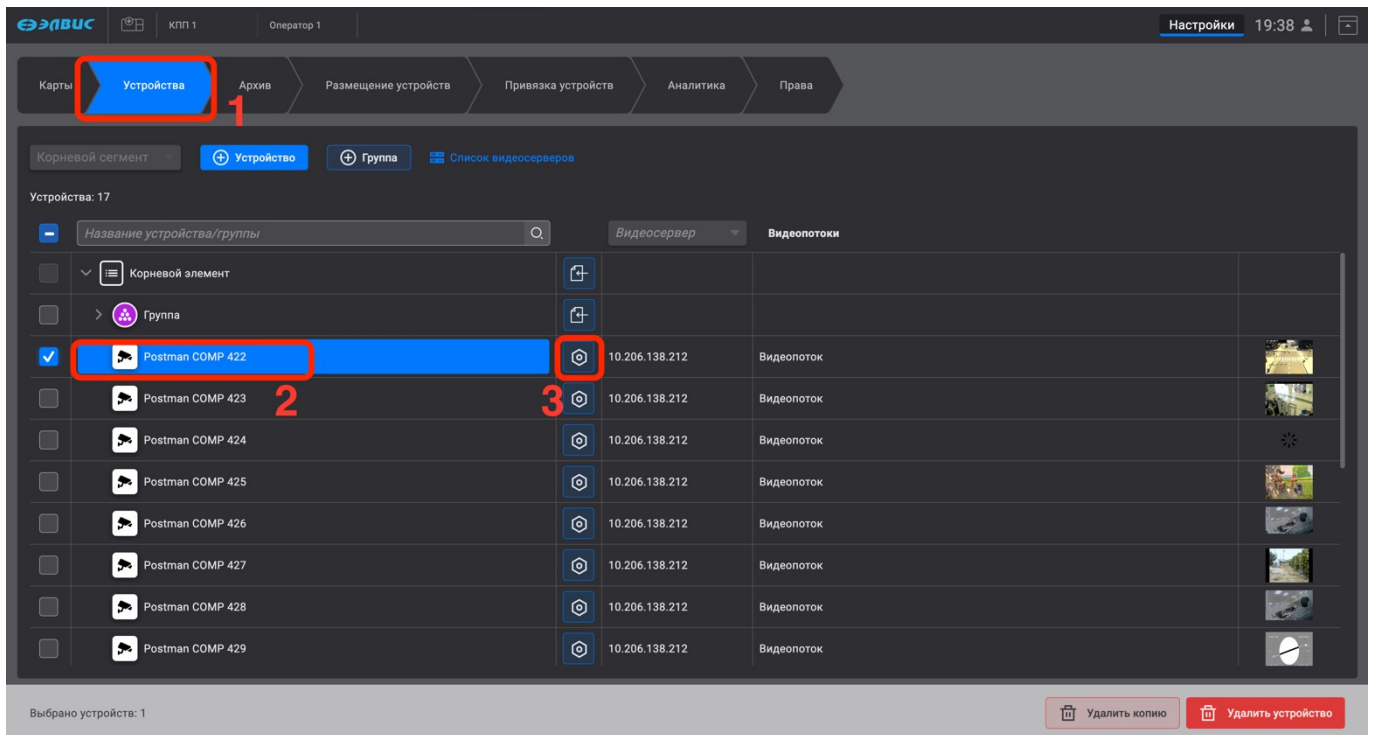 ЭЛВИС КПП 1 Оператор 1 Настройки 19:38
Карты Устройства Архив Размещение устройств Привязка устройств Аналитика Права
1
Корневой сегмент Устройство Группа Список видеосерверов
Устройства: 17
Название устройства/группы Видеосервер Видеопотоки
Корневой элемент
Группа
Postman COMP 422 10.206.138.212 Видеопоток
2 3
Postman COMP 423 10.206.138.212 Видеопоток
Postman COMP 424 10.206.138.212 Видеопоток
Postman COMP 425 10.206.138.212 Видеопоток
Postman COMP 426 10.206.138.212 Видеопоток
Postman COMP 427 10.206.138.212 Видеопоток
Postman COMP 428 10.206.138.212 Видеопоток
Postman COMP 429 10.206.138.212 Видеопоток
Выбрано устройств: 1 Удалить копию Удалить устройство